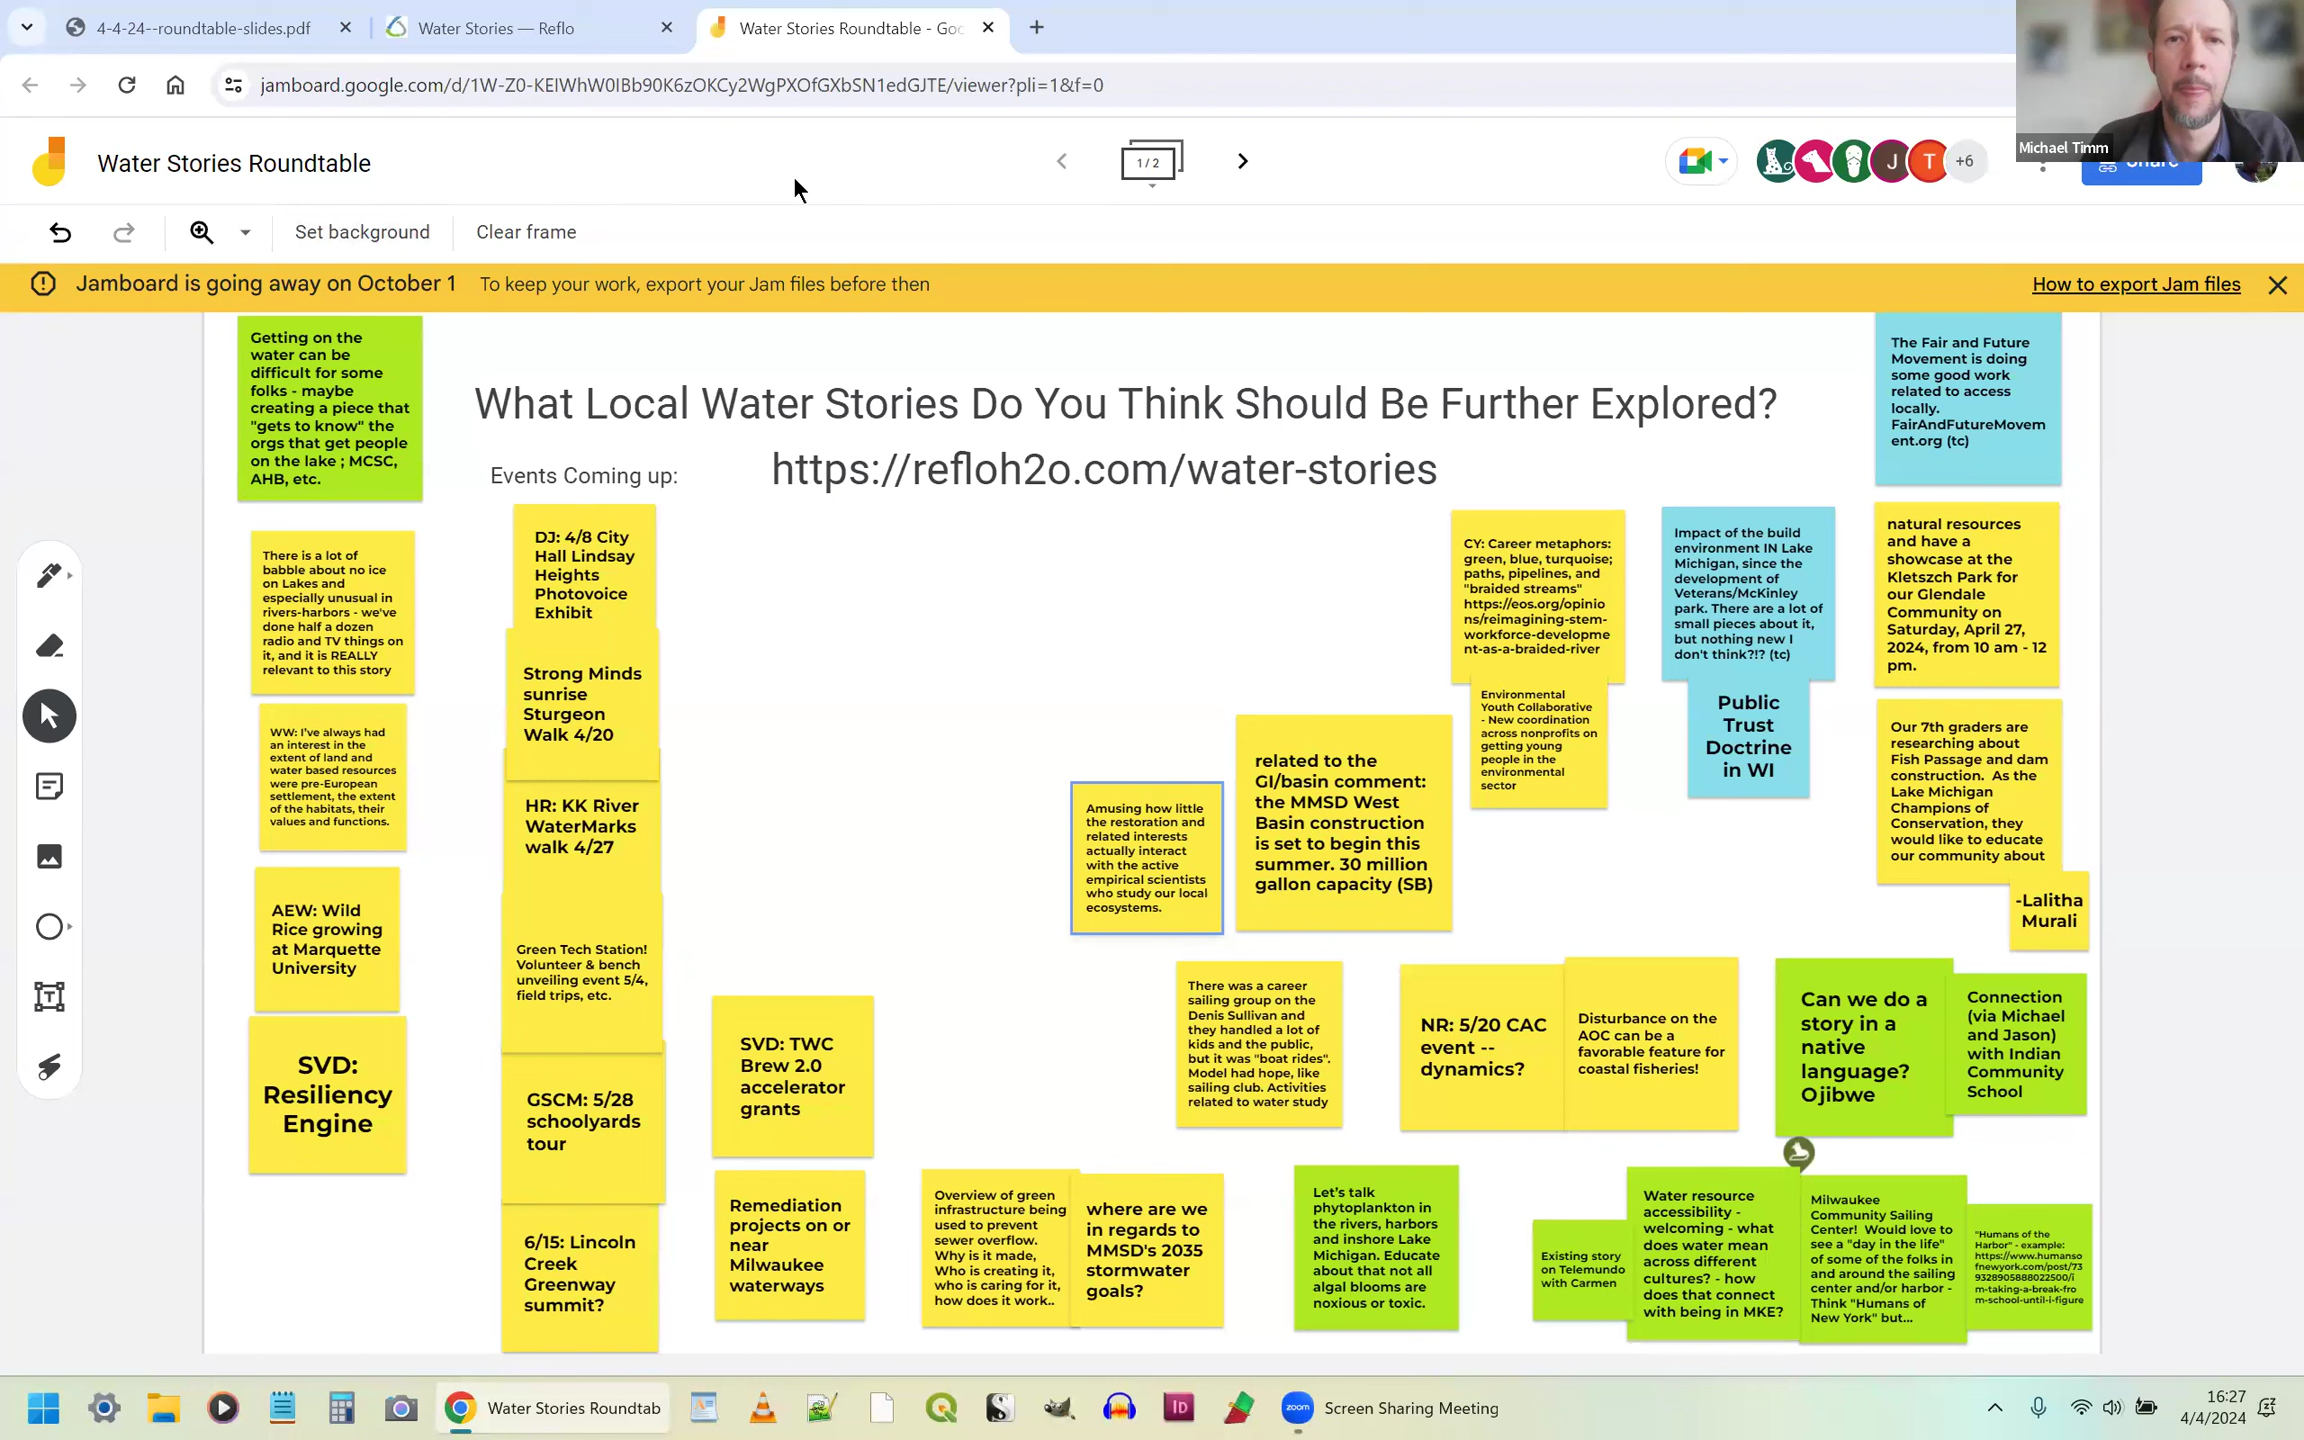 4-4-24--roundtable-slides.pdf
Water Stories — Reflo
Water Stories Roundtable - Goo
jamboard.google.com/d/1W-Z0-KEIWhW0IBb90K6zOKCy2WgPXOfGXbSN1edGJTE/viewer?pli=1&f=0
Michael Timm
Water Stories Roundtable
1 / 2
J
T
+6
Share
Set background
Clear frame
Jamboard is going away on October 1
To keep your work, export your Jam files before then
How to export Jam files
What Local Water Stories Do You Think Should Be Further Explored?
Events Coming up:
https://refloh2o.com/water-stories
Getting on the
water can be
difficult for some
folks - maybe
creating a piece that
"gets to know" the
orgs that get people
on the lake ; MCSC,
AHB, etc.
There is a lot of
babble about no ice
on Lakes and
especially unusual in
rivers-harbors - we've
done half a dozen
radio and TV things on
it, and it is REALLY
relevant to this story
WW: I've always had
an interest in the
extent of land and
water based resources
were pre-European
settlement, the extent
of the habitats, their
values and functions.
AEW: Wild
Rice growing
at Marquette
University
SVD:
Resiliency
Engine
DJ: 4/8 City
Hall Lindsay
Heights
Photovoice
Exhibit
Strong Minds
sunrise
Sturgeon
Walk 4/20
HR: KK River
WaterMarks
walk 4/27
Green Tech Station!
Volunteer & bench
unveiling event 5/4,
field trips, etc.
GSCM: 5/28
schoolyards
tour
6/15: Lincoln
Creek
Greenway
summit?
SVD: TWC
Brew 2.0
accelerator
grants
Remediation
projects on or
near
Milwaukee
waterways
Overview of green
infrastructure being
used to prevent
sewer overflow.
Why is it made,
Who is creating it,
who is caring for it,
how does it work..
where are we
in regards to
MMSD's 2035
stormwater
goals?
Amusing how little
the restoration and
related interests
actually interact
with the active
empirical scientists
who study our local
ecosystems.
related to the
GI/basin comment:
the MMSD West
Basin construction
is set to begin this
summer. 30 million
gallon capacity (SB)
There was a career
sailing group on the
Denis Sullivan and
they handled a lot of
kids and the public,
but it was "boat rides".
Model had hope, like
sailing club. Activities
related to water study
Let's talk
phytoplankton in
the rivers, harbors
and inshore Lake
Michigan. Educate
about that not all
algal blooms are
noxious or toxic.
CY: Career metaphors:
green, blue, turquoise;
paths, pipelines, and
"braided streams"
https://eos.org/opinio
ns/reimagining-stem-
workforce-developme
nt-as-a-braided-river
Environmental
Youth Collaborative
- New coordination
across nonprofits on
getting young
people in the
environmental
sector
NR: 5/20 CAC
event --
dynamics?
Disturbance on the
AOC can be a
favorable feature for
coastal fisheries!
Impact of the build
environment IN Lake
Michigan, since the
development of
Veterans/McKinley
park. There are a lot of
small pieces about it,
but nothing new I
don't think?!? (tc)
Public
Trust
Doctrine
in WI
The Fair and Future
Movement is doing
some good work
related to access
locally.
FairAndFutureMovem
ent.org (tc)
natural resources
and have a
showcase at the
Kletszch Park for
our Glendale
Community on
Saturday, April 27,
2024, from 10 am - 12
pm.
Our 7th graders are
researching about
Fish Passage and dam
construction.  As the
Lake Michigan
Champions of
Conservation, they
would like to educate
our community about
-Lalitha
Murali
Can we do a
story in a
native
language?
Ojibwe
Connection
(via Michael
and Jason)
with Indian
Community
School
Existing story
on Telemundo
with Carmen
Water resource
accessibility -
welcoming - what
does water mean
across different
cultures? - how
does that connect
with being in MKE?
Milwaukee
Community Sailing
Center!  Would love to
see a "day in the life"
of some of the folks in
and around the sailing
center and/or harbor -
Think "Humans of
New York" but...
"Humans of the
Harbor" - example:
https://www.humanso
fnewyork.com/post/73
9328905888022500/i
m-taking-a-break-fro
m-school-until-i-figure
Water Stories Roundtab
Id
zoom
Screen Sharing Meeting
16:27
4/4/2024